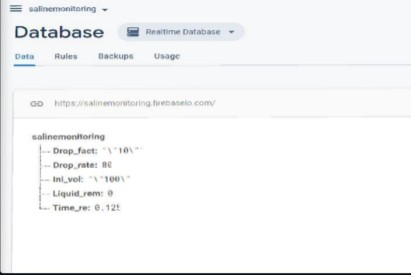 salinemonitoring
Database Realtime Database
Data Rules Backups Usage
https://salinemonitoring.firebaseio.com/
salinemonitoring
Drop_fact: "\"10\""
Drop_rate: 80
Ini_vol: "\"100\""
Liquid_rem: 0
Time_re: 0.125